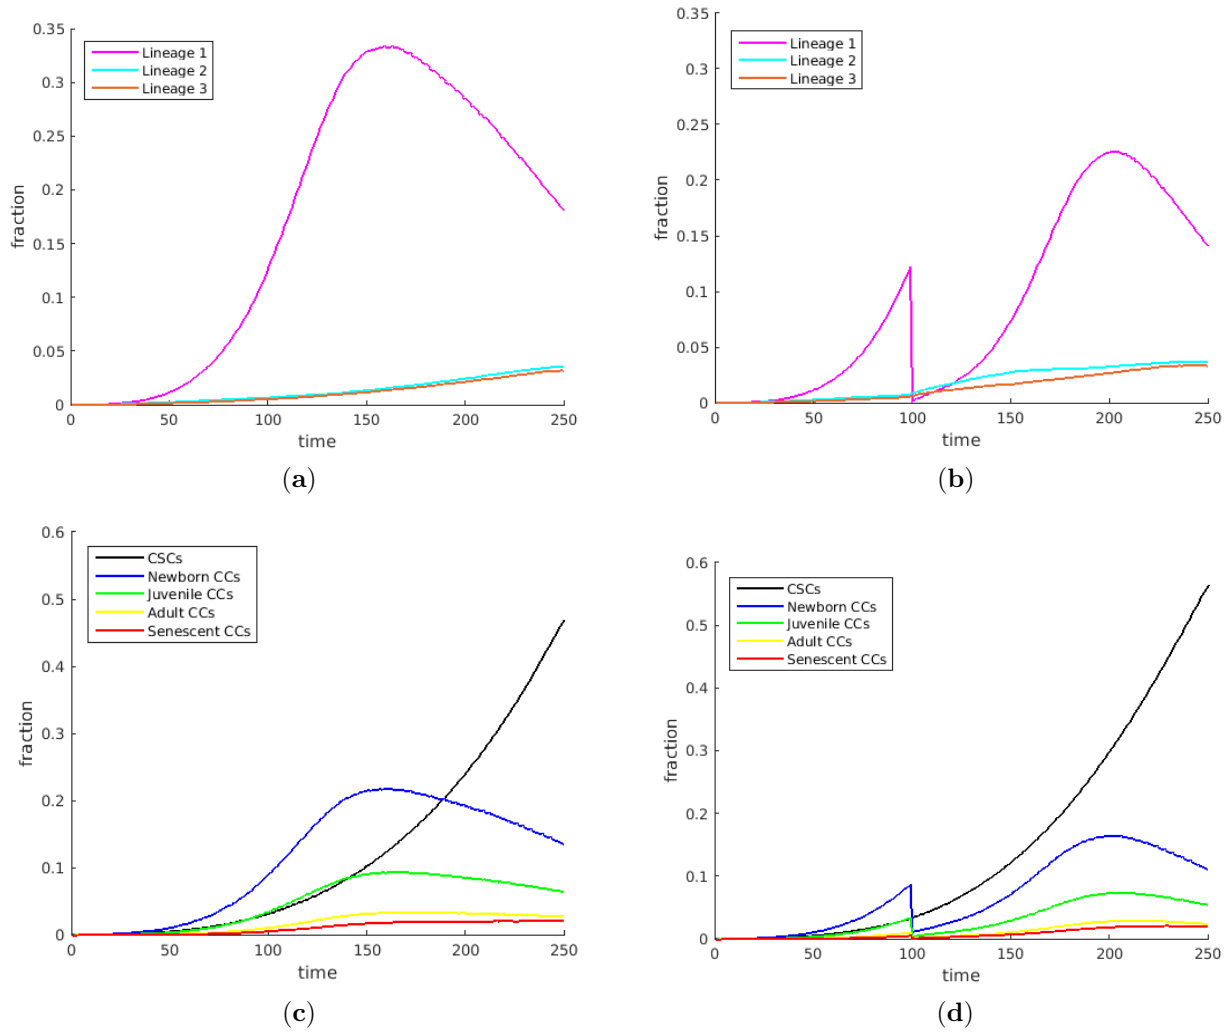 0.35
0.3
0.25
0.2
0.15
0.1
0.05
0
fraction
Lineage 1
Lineage 2
Lineage 3
0 50 100 150 200 250
time
(a)
0.35
0.3
0.25
0.2
0.15
0.1
0.05
0
fraction
Lineage 1
Lineage 2
Lineage 3
0 50 100 150 200 250
time
(b)
0.6
0.5
0.4
0.3
0.2
0.1
0
fraction
CSCs
Newborn CCs
Juvenile CCs
Adult CCs
Senescent CCs
0 50 100 150 200 250
time
(c)
0.6
0.5
0.4
0.3
0.2
0.1
0
fraction
CSCs
Newborn CCs
Juvenile CCs
Adult CCs
Senescent CCs
0 50 100 150 200 250
time
(d)